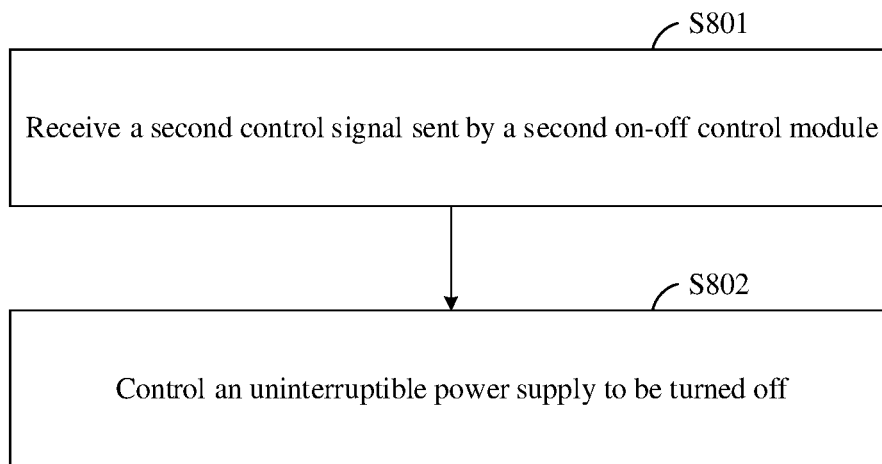 S801
Receive a second control signal sent by a second on-off control module
S802
Control an uninterruptible power supply to be turned off